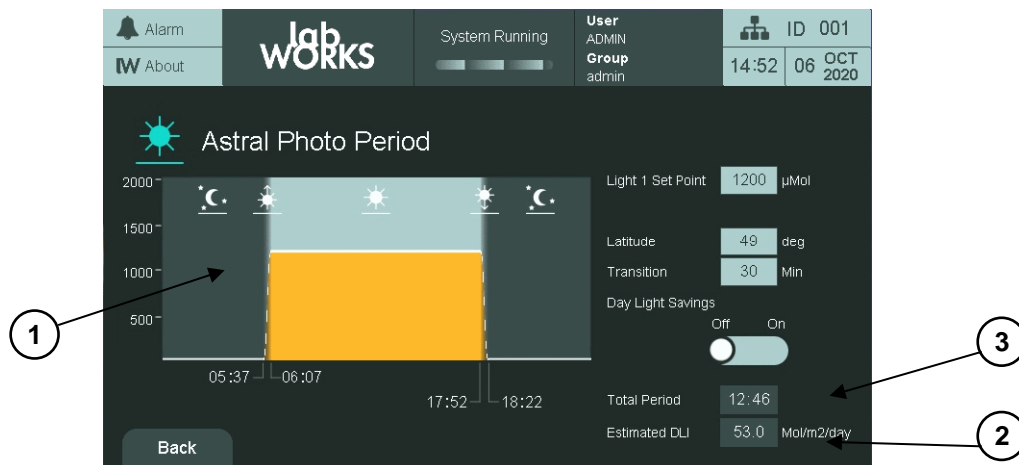 Alarm
lab
WORKS
System Running
User
ADMIN
Group
admin
ID 001
IW About
14:52
06 OCT
2020
Astral Photo Period
2000
1500
1000
500
05:37
06:07
17:52
18:22
Light 1 Set Point 1200 µMol
Latitude 49 deg
Transition 30 Min
Day Light Savings
Off On
Total Period 12:46
Estimated DLI 53.0 Mol/m2/day
Back
1
3
2